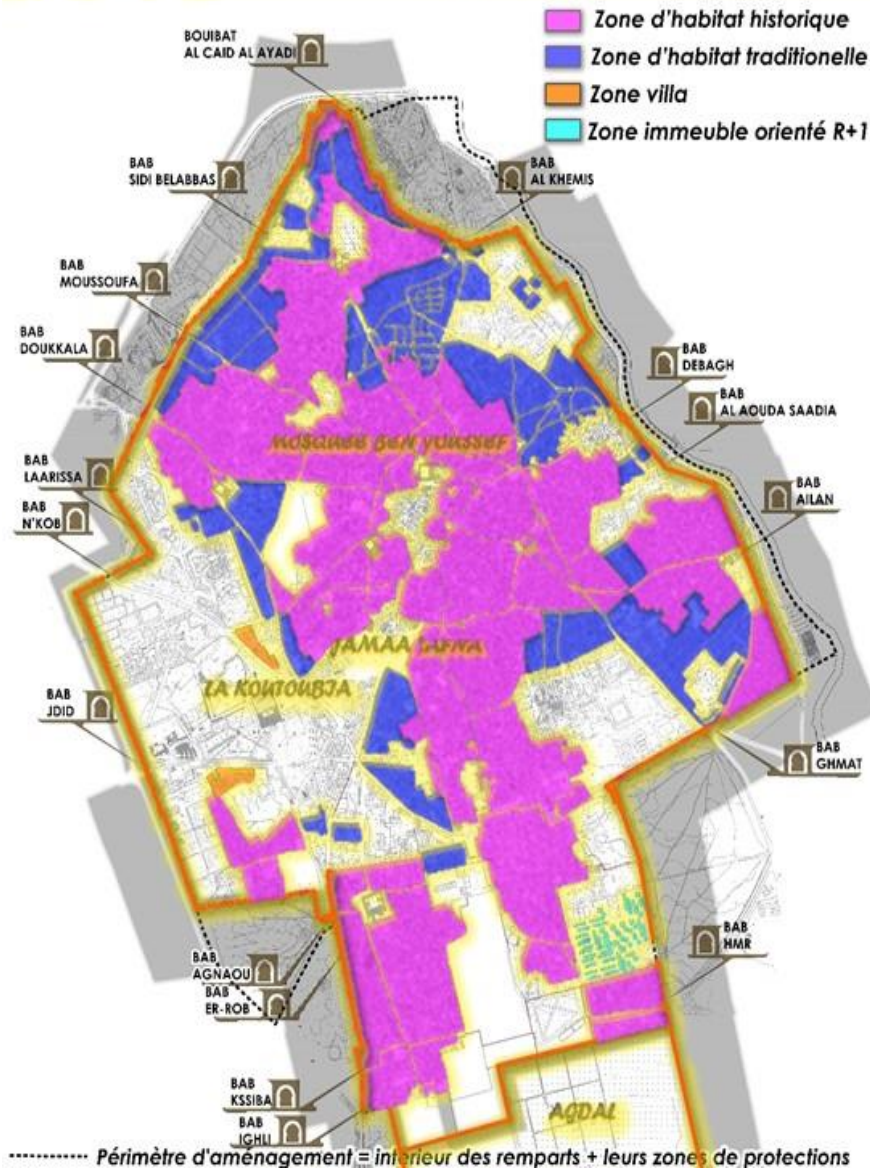 Zone d'habitat historique
Zone d'habitat traditionelle
Zone villa
Zone immeuble orienté R+1
BOUIBAT
AL CAID AL AYADI
BAB
SIDI BELABBAS
BAB
AL KHEMIS
BAB
MOUSSOUFA
BAB
DOUKKALA
BAB
DEBAGH
BAB
AL AOUDA SAADIA
MOSQUEE BEN YOUSSEF
BAB
LAARISSA
BAB
N'KOB
BAB
AILAN
JAMAA LAFNA
LA KOUTOUBIA
BAB
JDID
BAB
GHMAT
BAB
HMR
BAB
AGNAOU
BAB
ER-ROB
BAB
KSSIBA
BAB
IGHLI
AGDAL
Périmètre d'aménagement = interieur des remparts + leurs zones de protections